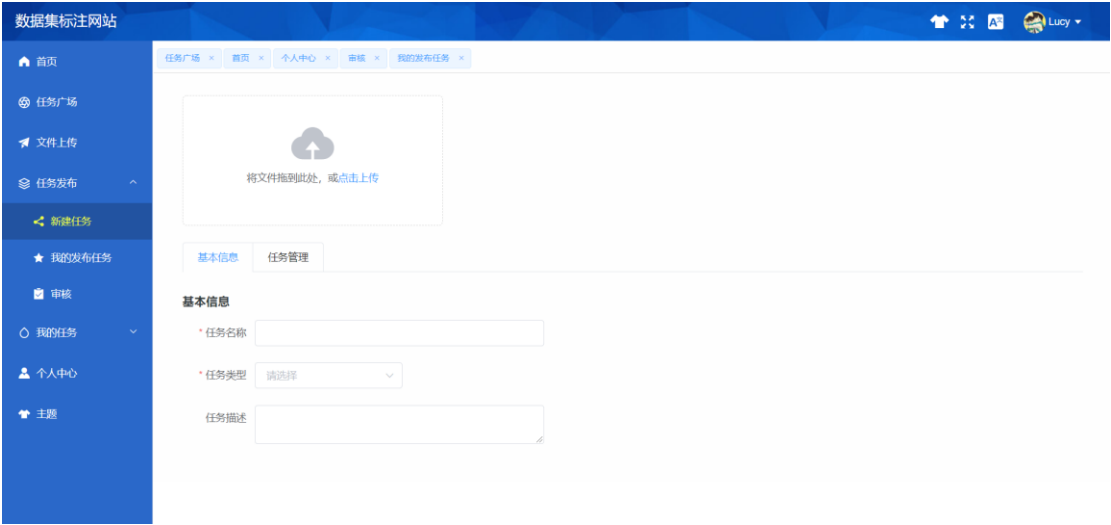 数据集标注网站
Lucy
首页
任务广场
文件上传
任务发布
新建任务
我的发布任务
审核
我的任务
个人中心
主题
任务广场 × 首页 × 个人中心 × 审核 × 我的发布任务 ×
将文件拖到此处，或点击上传
基本信息 任务管理
基本信息
* 任务名称
* 任务类型 请选择
任务描述